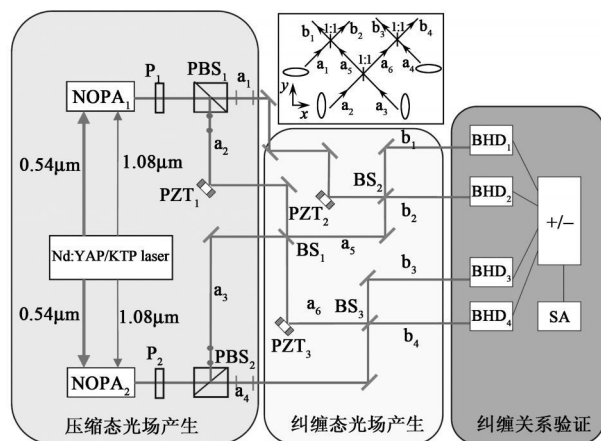 b₁ 1:1 b₂ b₃ 1:1 b₄
a₁ a₅ 1:1 a₆ a₄
y
x
a₂ a₃
P₁ PBS₁ a₁
NOPA₁
a₂
0.54μm 1.08μm
PZT₁
PZT₂
BS₂
b₁
b₂
BHD₁
BHD₂
+/−
Nd:YAP/KTP laser
BS₁ a₅
a₃
b₃
BHD₃
0.54μm 1.08μm
a₆ BS₃
PZT₃
b₄
BHD₄
SA
P₂ PBS₂
NOPA₂
a₄
压缩态光场产生
纠缠态光场产生
纠缠关系验证